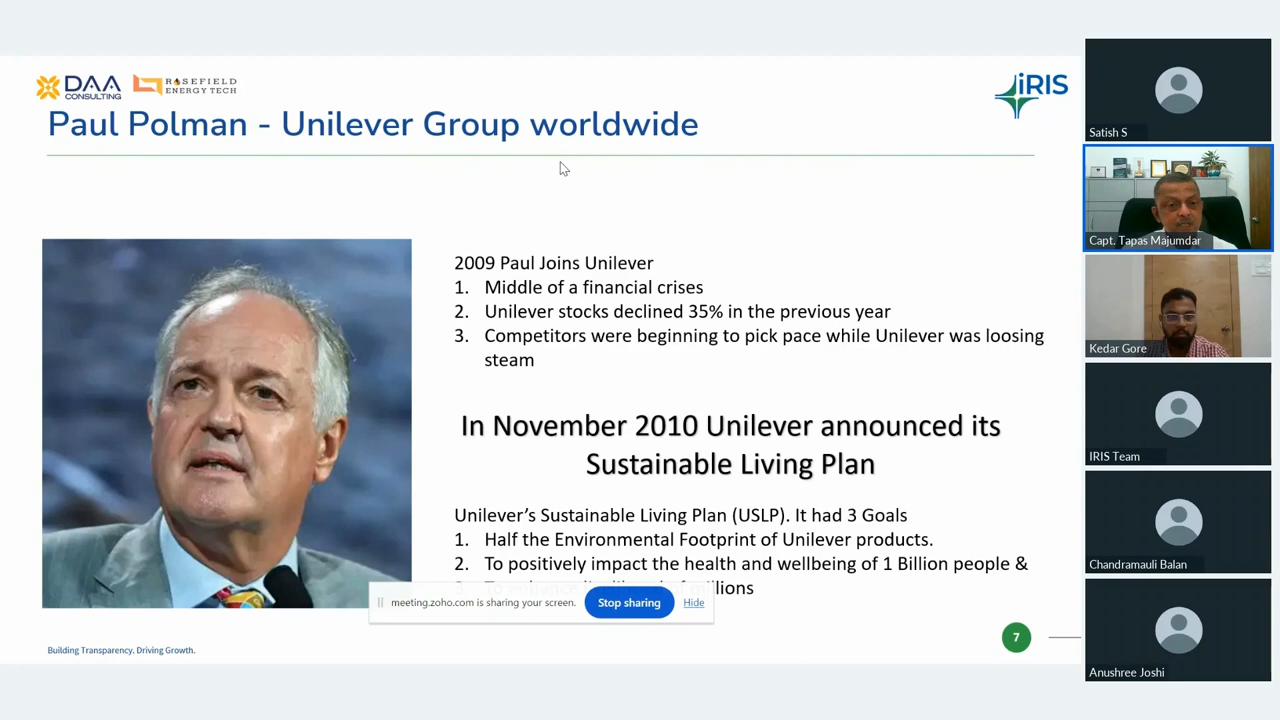 DAA
CONSULTING
RASEFIELD
ENERGY TECH
iRIS
Paul Polman - Unilever Group worldwide
2009 Paul Joins Unilever
1. Middle of a financial crises
2. Unilever stocks declined 35% in the previous year
3. Competitors were beginning to pick pace while Unilever was loosing
steam
In November 2010 Unilever announced its
Sustainable Living Plan
Unilever’s Sustainable Living Plan (USLP). It had 3 Goals
1. Half the Environmental Footprint of Unilever products.
2. To positively impact the health and wellbeing of 1 Billion people &
millions
meeting.zoho.com is sharing your screen.
Stop sharing
Hide
Building Transparency. Driving Growth.
7
Satish S
Capt. Tapas Majumdar
Kedar Gore
IRIS Team
Chandramauli Balan
Anushree Joshi